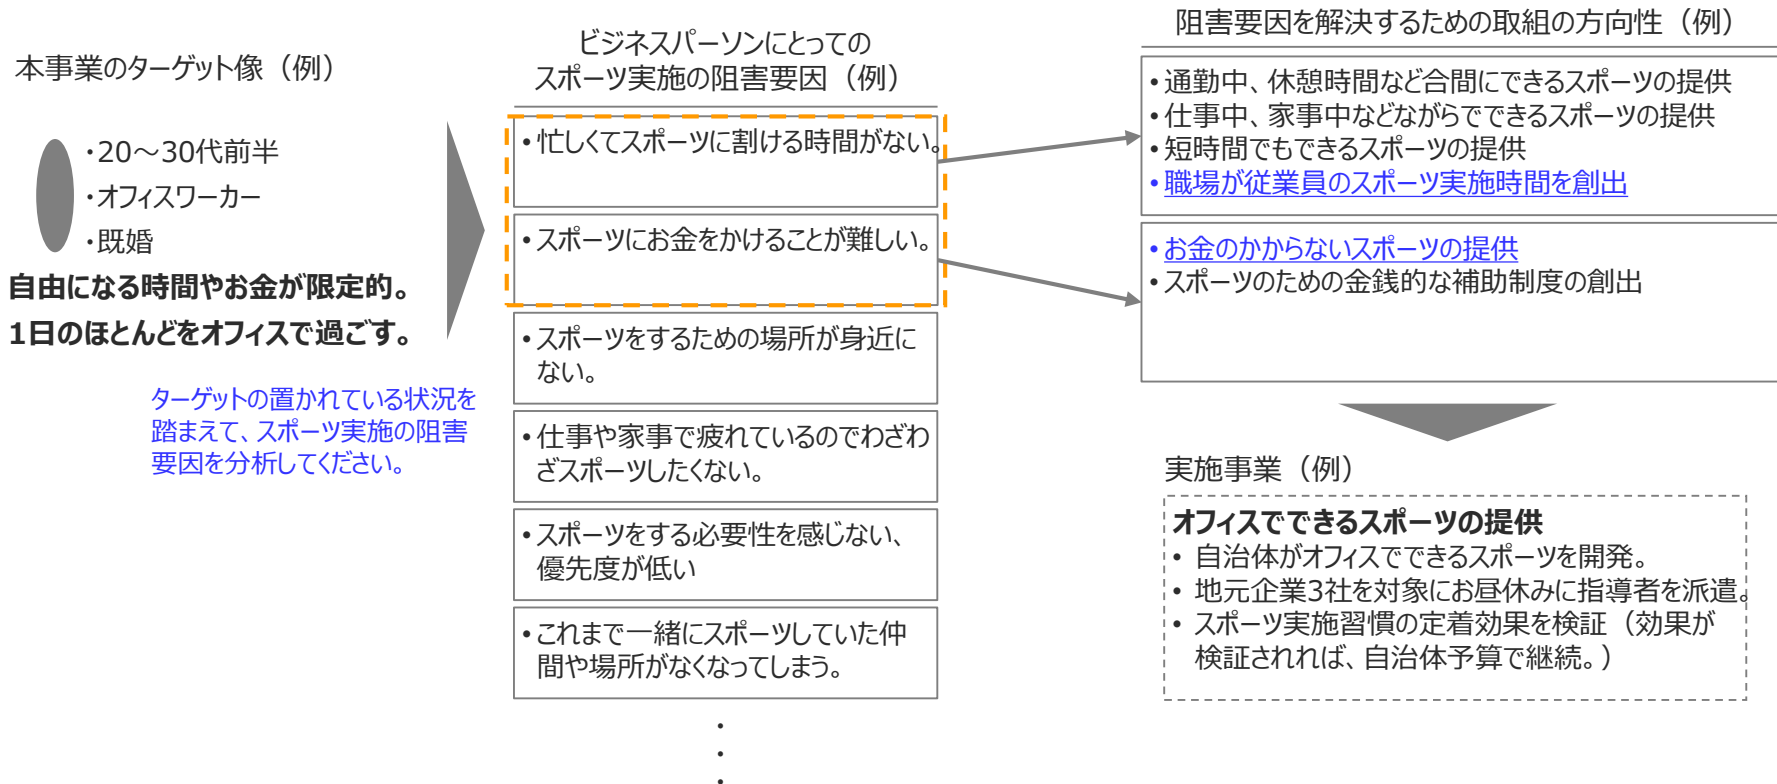 本事業のターゲット像（例）
・20～30代前半
・オフィスワーカー
・既婚
自由になる時間やお金が限定的。
1日のほとんどをオフィスで過ごす。
ターゲットの置かれている状況を
踏まえて、スポーツ実施の阻害
要因を分析してください。
ビジネスパーソンにとっての
スポーツ実施の阻害要因（例）
•忙しくてスポーツに割ける時間がない。
•スポーツにお金をかけることが難しい。
•スポーツをするための場所が身近に
ない。
•仕事や家事で疲れているのでわざわ
ざスポーツしたくない。
•スポーツをする必要性を感じない、
優先度が低い
•これまで一緒にスポーツしていた仲
間や場所がなくなってしまう。
・
・
・
阻害要因を解決するための取組の方向性（例）
•通勤中、休憩時間など合間にできるスポーツの提供
•仕事中、家事中などながらでできるスポーツの提供
•短時間でもできるスポーツの提供
•職場が従業員のスポーツ実施時間を創出
•お金のかからないスポーツの提供
•スポーツのための金銭的な補助制度の創出
実施事業（例）
オフィスでできるスポーツの提供
• 自治体がオフィスでできるスポーツを開発。
• 地元企業3社を対象にお昼休みに指導者を派遣。
• スポーツ実施習慣の定着効果を検証（効果が
検証されれば、自治体予算で継続。）